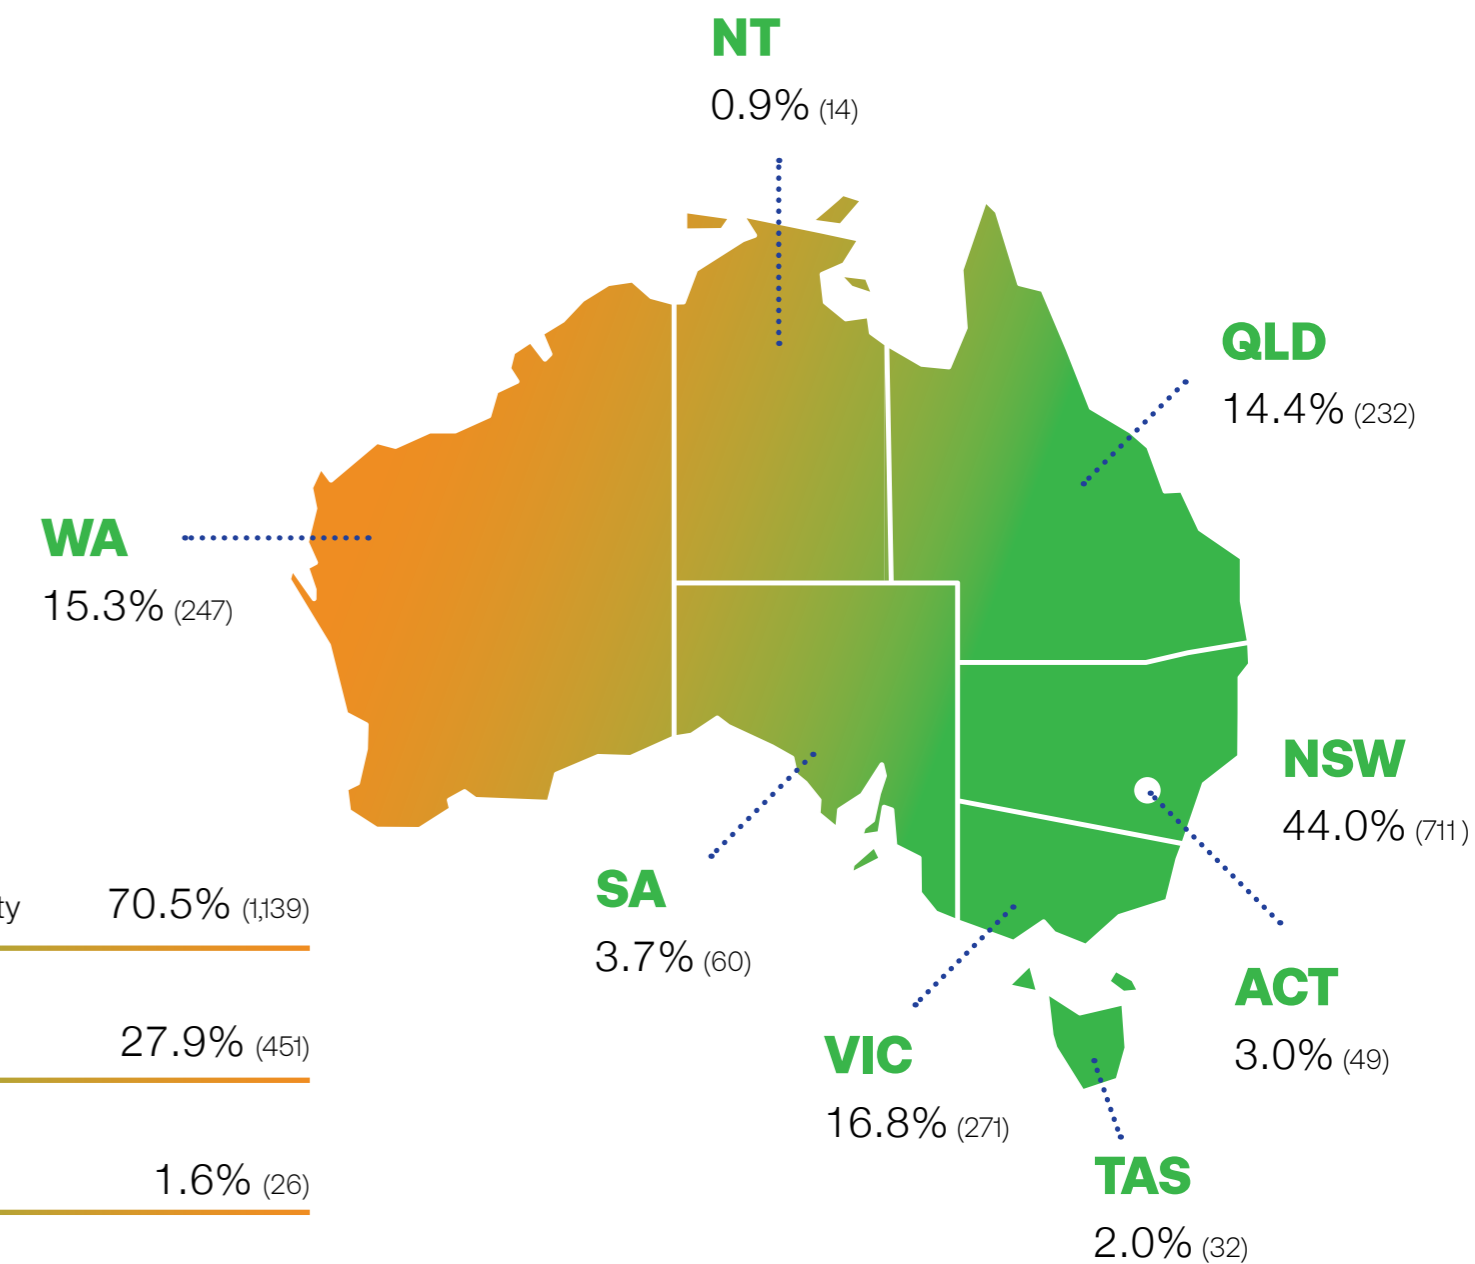 NT
0.9% (14)
QLD
14.4% (232)
WA
15.3% (247)
NSW
44.0% (711)
SA
3.7% (60)
ACT
3.0% (49)
VIC
16.8% (271)
TAS
2.0% (32)
ty 70.5% (1,139)
27.9% (451)
1.6% (26)